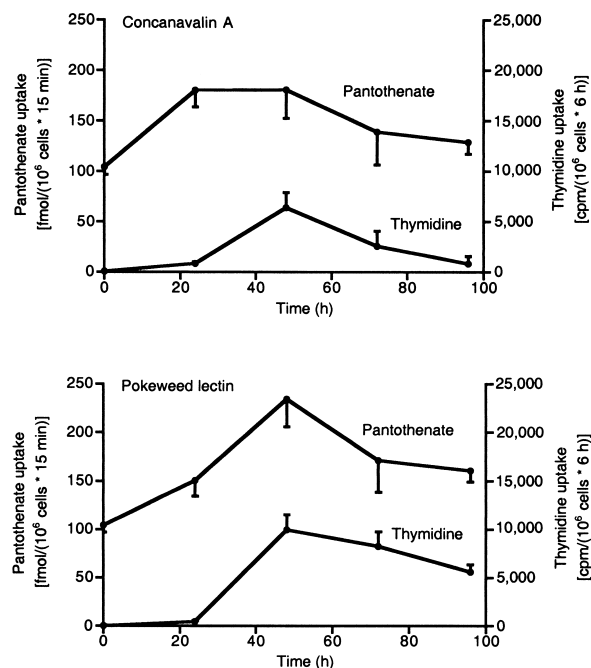 Concanavalin A
Pantothenate uptake
[fmol/(10⁶ cells * 15 min)]
250
200
150
100
50
0
Pantothenate
Thymidine
25,000
20,000
15,000
10,000
5,000
0
Thymidine uptake
[cpm/(10⁶ cells * 6 h)]
0
20
40
60
80
100
Time (h)
Pokeweed lectin
Pantothenate uptake
[fmol/(10⁶ cells * 15 min)]
250
200
150
100
50
0
Pantothenate
Thymidine
25,000
20,000
15,000
10,000
5,000
0
Thymidine uptake
[cpm/(10⁶ cells * 6 h)]
0
20
40
60
80
100
Time (h)